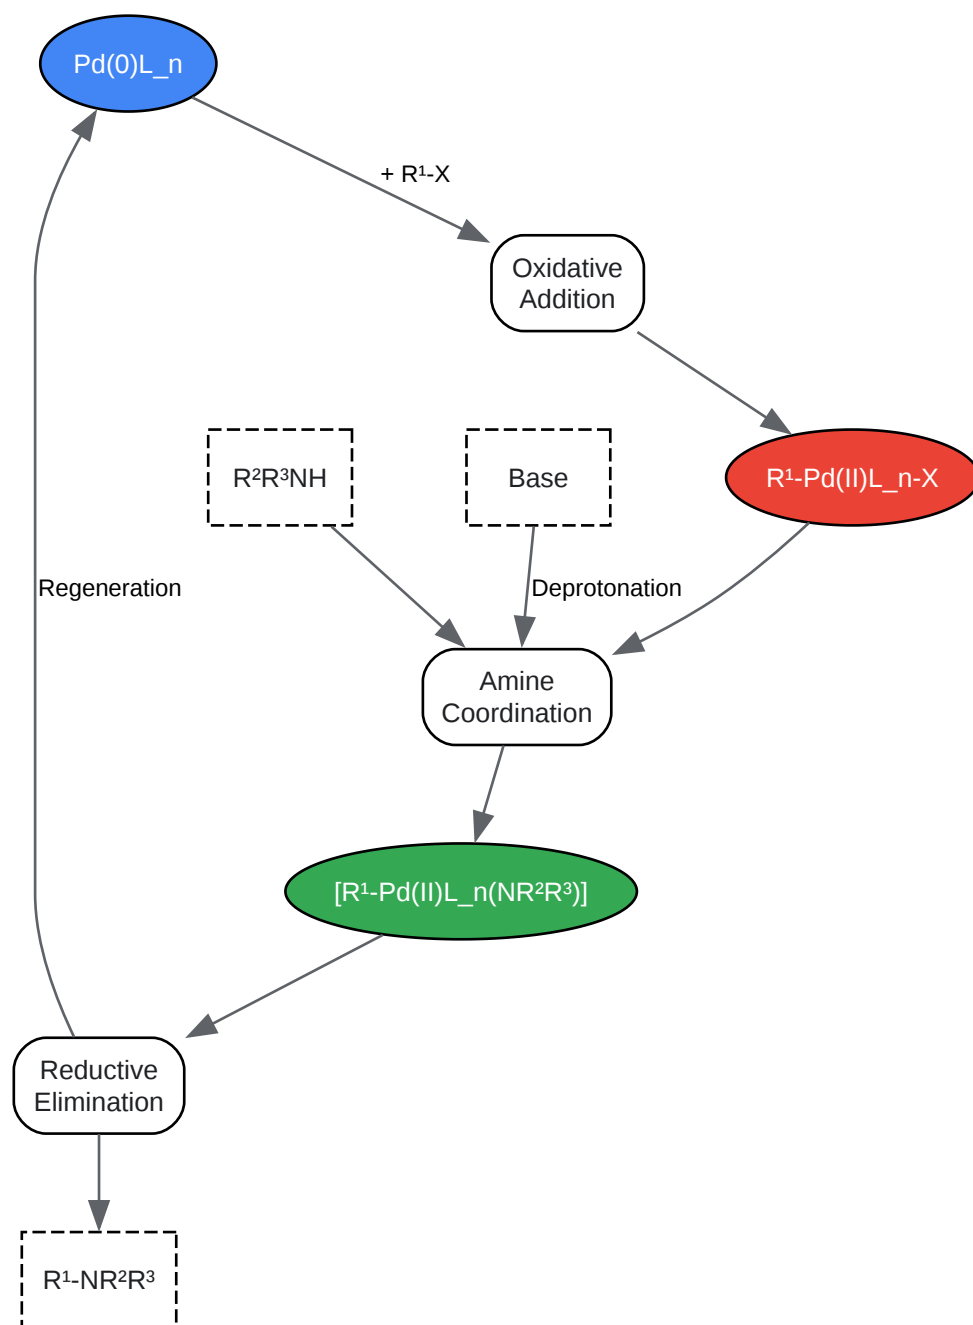 Pd(0)L_n
+ R¹-X
Oxidative
Addition
R²R³NH
Base
R¹-Pd(II)L_n-X
Regeneration
Deprotonation
Amine
Coordination
[R¹-Pd(II)L_n(NR²R³)]
Reductive
Elimination
R¹-NR²R³